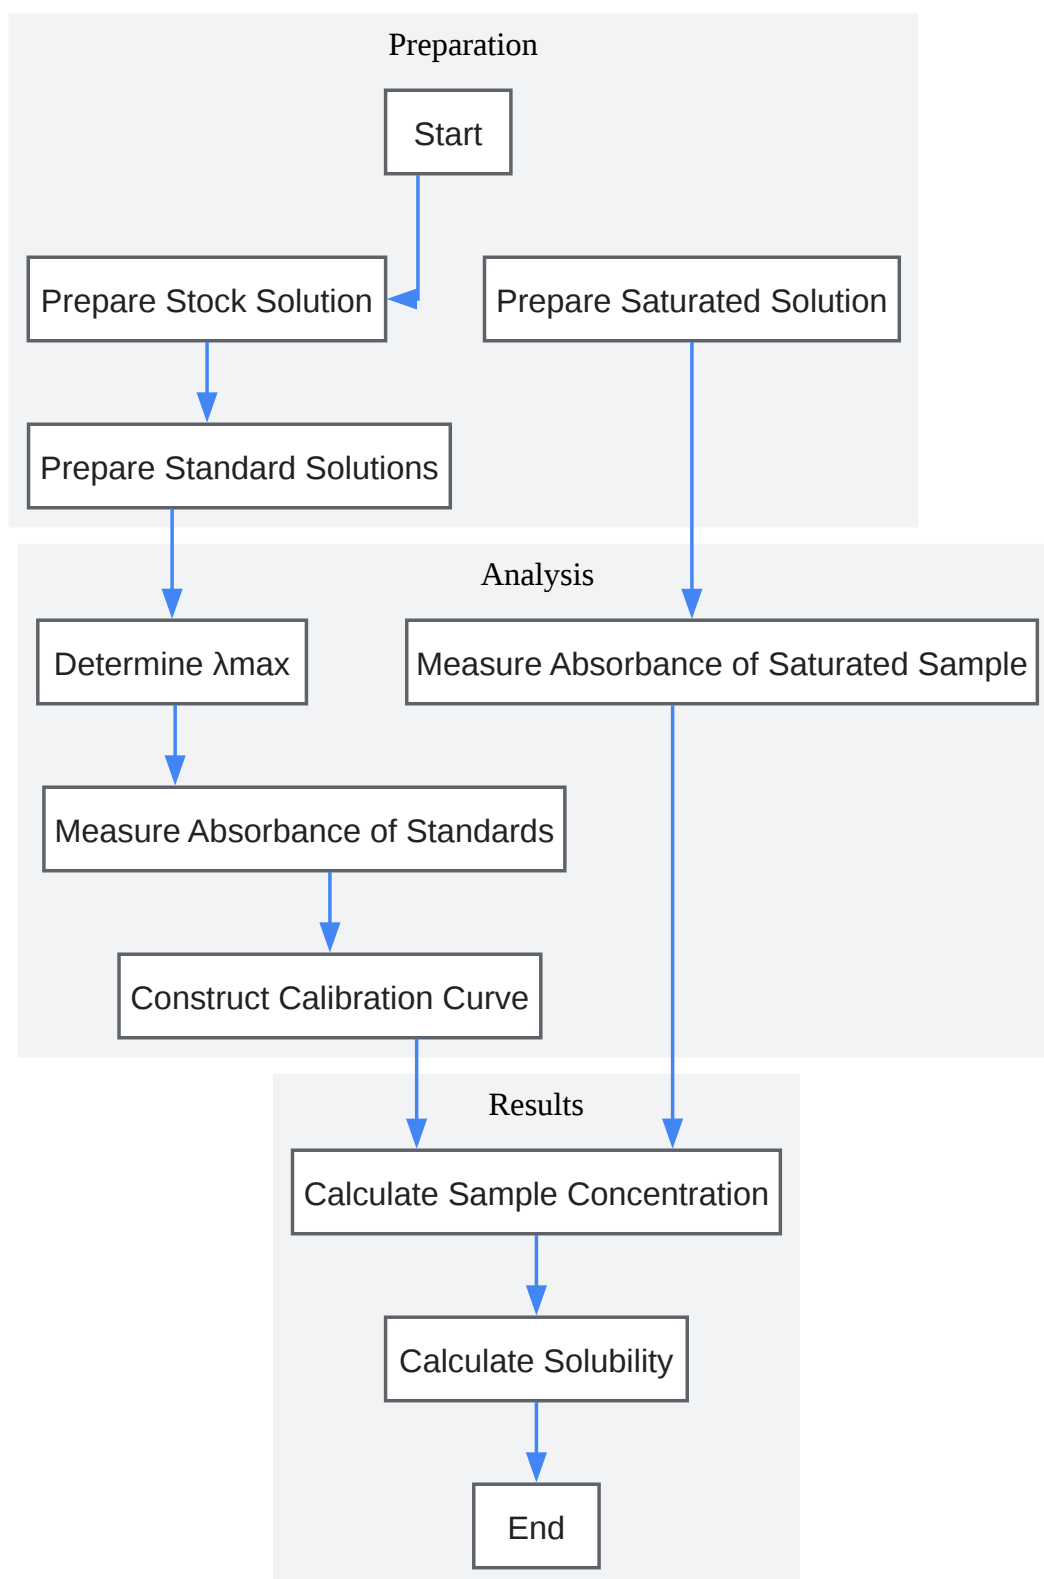 Preparation
Start
Prepare Stock Solution
Prepare Saturated Solution
Prepare Standard Solutions
Analysis
Determine λmax
Measure Absorbance of Saturated Sample
Measure Absorbance of Standards
Construct Calibration Curve
Results
Calculate Sample Concentration
Calculate Solubility
End